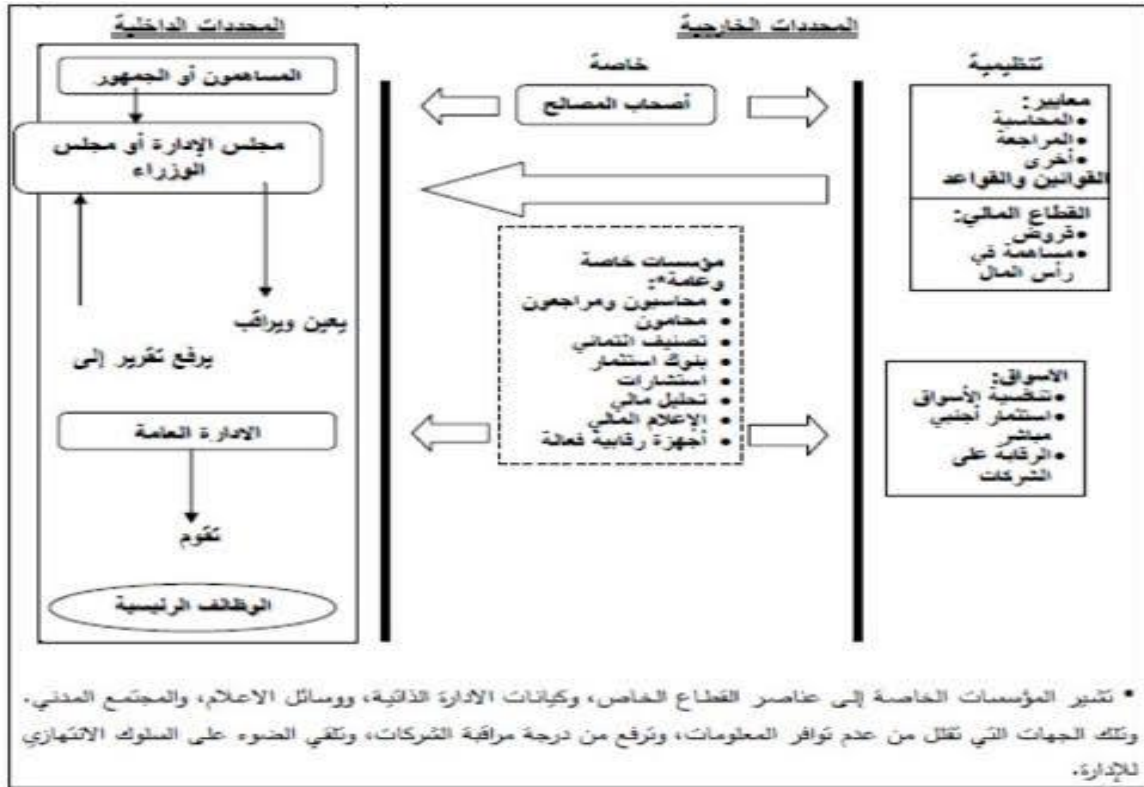 المحددات الخارجية
المحددات الداخلية
تنظيمية
معايير:
•المحاسبية
•المراجعة
•أخرى
القوانين والقواعد
القطاع المالي:
•قروض
•مساهمة في
رأس المال
الأسواق:
•تنافسية الأسواق
•استثمار أجنبي
مباشر
•الرقابة على
الشركات
خاصة
أصحاب المصالح
مؤسسات خاصة
وعامة*:
• محاسبون ومراجعون
• محامون
• تصنيف ائتماني
• بنوك استثمار
• استشارات
• تحليل مالي
• الإعلام المالي
• أجهزة رقابية فعالة
المساهمون أو الجمهور
مجلس الإدارة أو مجلس
الوزراء
يعين ويراقب
يرفع تقرير إلى
الادارة العامة
تقوم
الوظائف الرئيسية
• تشير المؤسسات الخاصة إلى عناصر القطاع الخاص، وكيانات الادارة الذاتية، ووسائل الاعلام، والمجتمع المدني.
وتلك الجهات التي تقلل من عدم توافر المعلومات، وترفع من درجة مراقبة الشركات، وتلقي الضوء على السلوك الانتهازي
للإدارة.